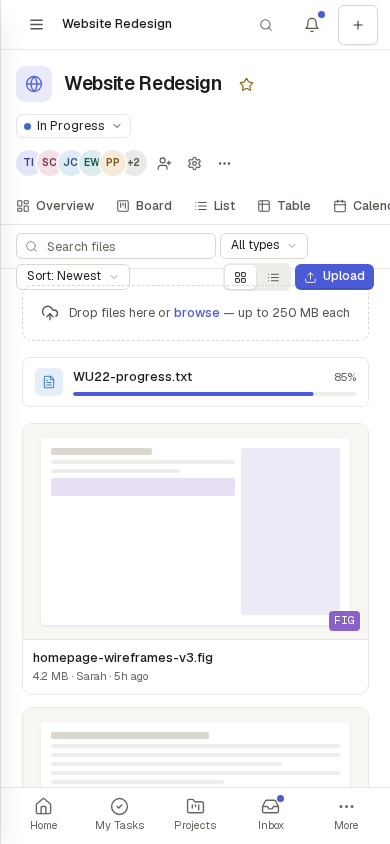 Website Redesign
Website Redesign
In Progress
TI SC JC EW PP +2
Overview Board List Table
Search files All types
Sort: Newest Upload
Drop files here or browse — up to 250 MB each
WU22-progress.txt 85%
FIG
homepage-wireframes-v3.fig
4.2 MB · Sarah · 5h ago
Home My Tasks Projects Inbox More